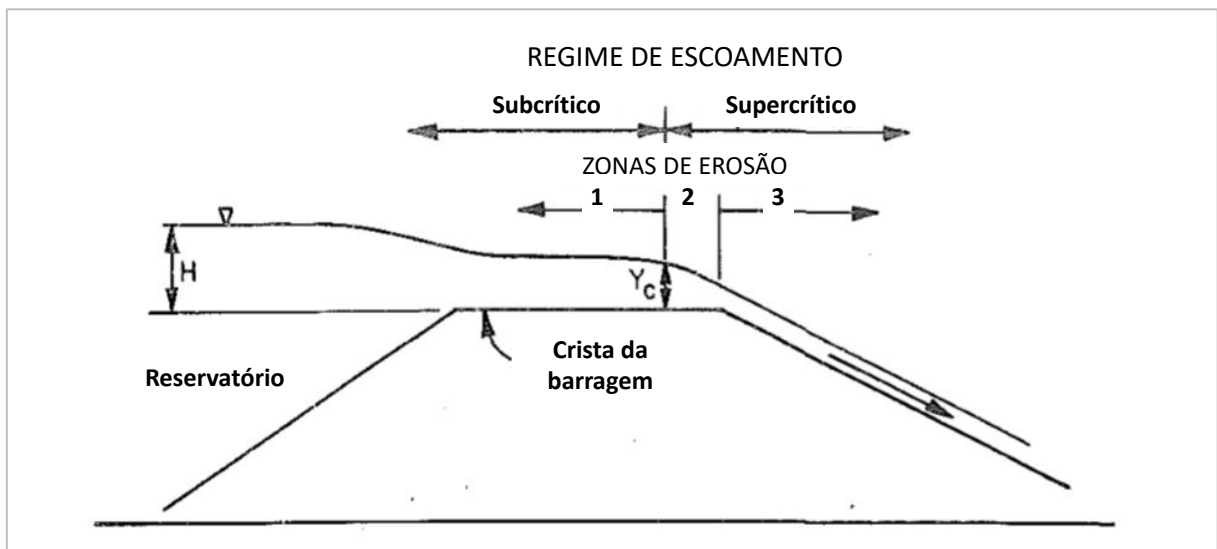 REGIME DE ESCOAMENTO
Subcrítico Supercrítico
ZONAS DE EROSÃO
1 2 3
H
Yc
Crista da
barragem
Reservatório